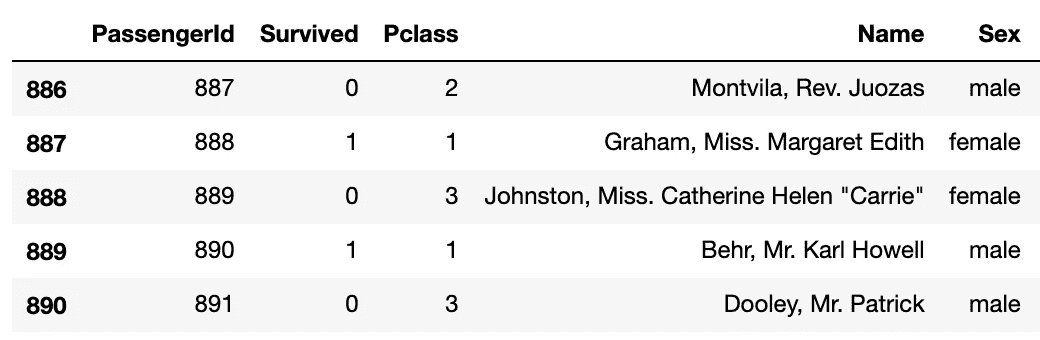 PassengerId Survived Pclass Name Sex
886 887 0 2 Montvila, Rev. Juozas male
887 888 1 1 Graham, Miss. Margaret Edith female
888 889 0 3 Johnston, Miss. Catherine Helen "Carrie" female
889 890 1 1 Behr, Mr. Karl Howell male
890 891 0 3 Dooley, Mr. Patrick male